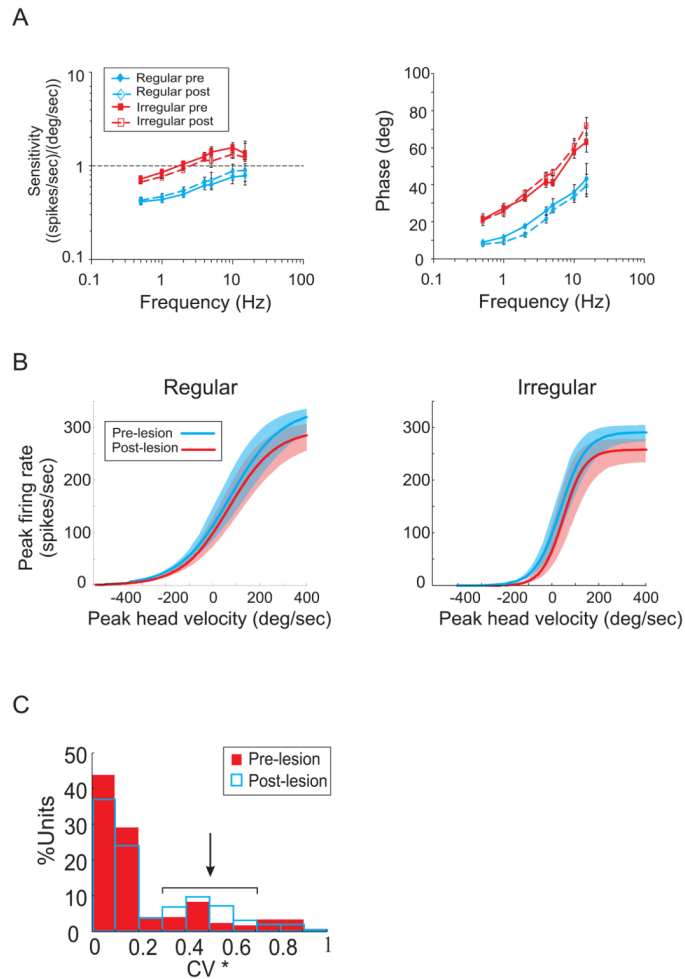 A
Regular pre
Regular post
Irregular pre
Irregular post
Sensitivity
((spikes/sec)/(deg/sec))
10
1
0.1
0.1 1 10 100
Frequency (Hz)
Phase (deg)
100
80
60
40
20
0
0.1 1 10 100
Frequency (Hz)
B
Regular
Pre-lesion
Post-lesion
Peak firing rate
(spikes/sec)
300
200
100
0
-400 -200 0 200 400
Peak head velocity (deg/sec)
Irregular
300
200
100
0
-400 -200 0 200 400
Peak head velocity (deg/sec)
C
Pre-lesion
Post-lesion
%Units
50
40
30
20
10
0
0 0.2 0.4 0.6 0.8 1
CV *